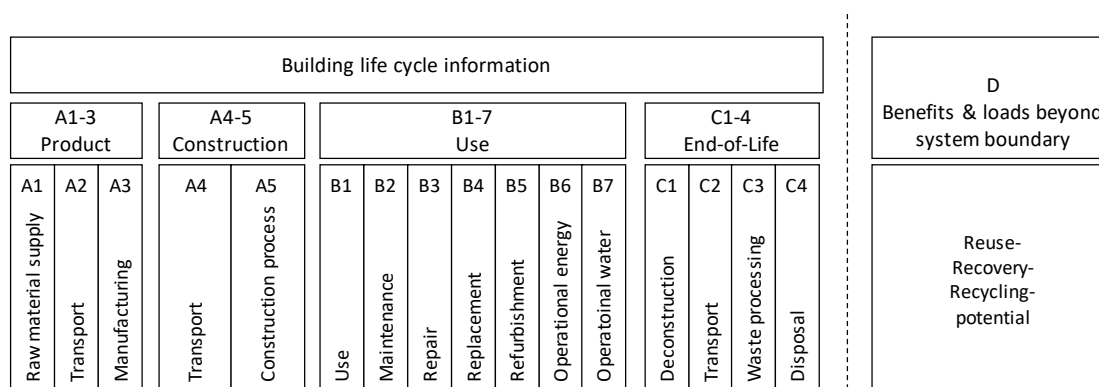 Building life cycle information
D
Benefits & loads beyond
system boundary
A1-3
Product
A4-5
Construction
B1-7
Use
C1-4
End-of-Life
A1
A2
A3
A4
A5
B1
B2
B3
B4
B5
B6
B7
C1
C2
C3
C4
Raw material supply
Transport
Manufacturing
Transport
Construction process
Use
Maintenance
Repair
Replacement
Refurbishment
Operational energy
Operatoinal water
Deconstruction
Transport
Waste processing
Disposal
Reuse-
Recovery-
Recycling-
potential